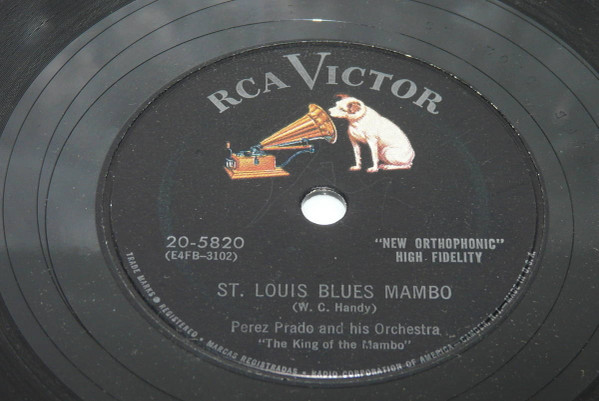 RCA VICTOR
20-5820
(E4FB-3102)
"NEW ORTHOPHONIC"
HIGH FIDELITY
ST. LOUIS BLUES MAMBO
(W. C. Handy)
Perez Prado and his Orchestra
"The King of the Mambo"
TRADE MARKS ® REGISTERED • MARCAS REGISTRADAS • RADIO CORPORATION OF AMERICA, CAMDEN, N.J.